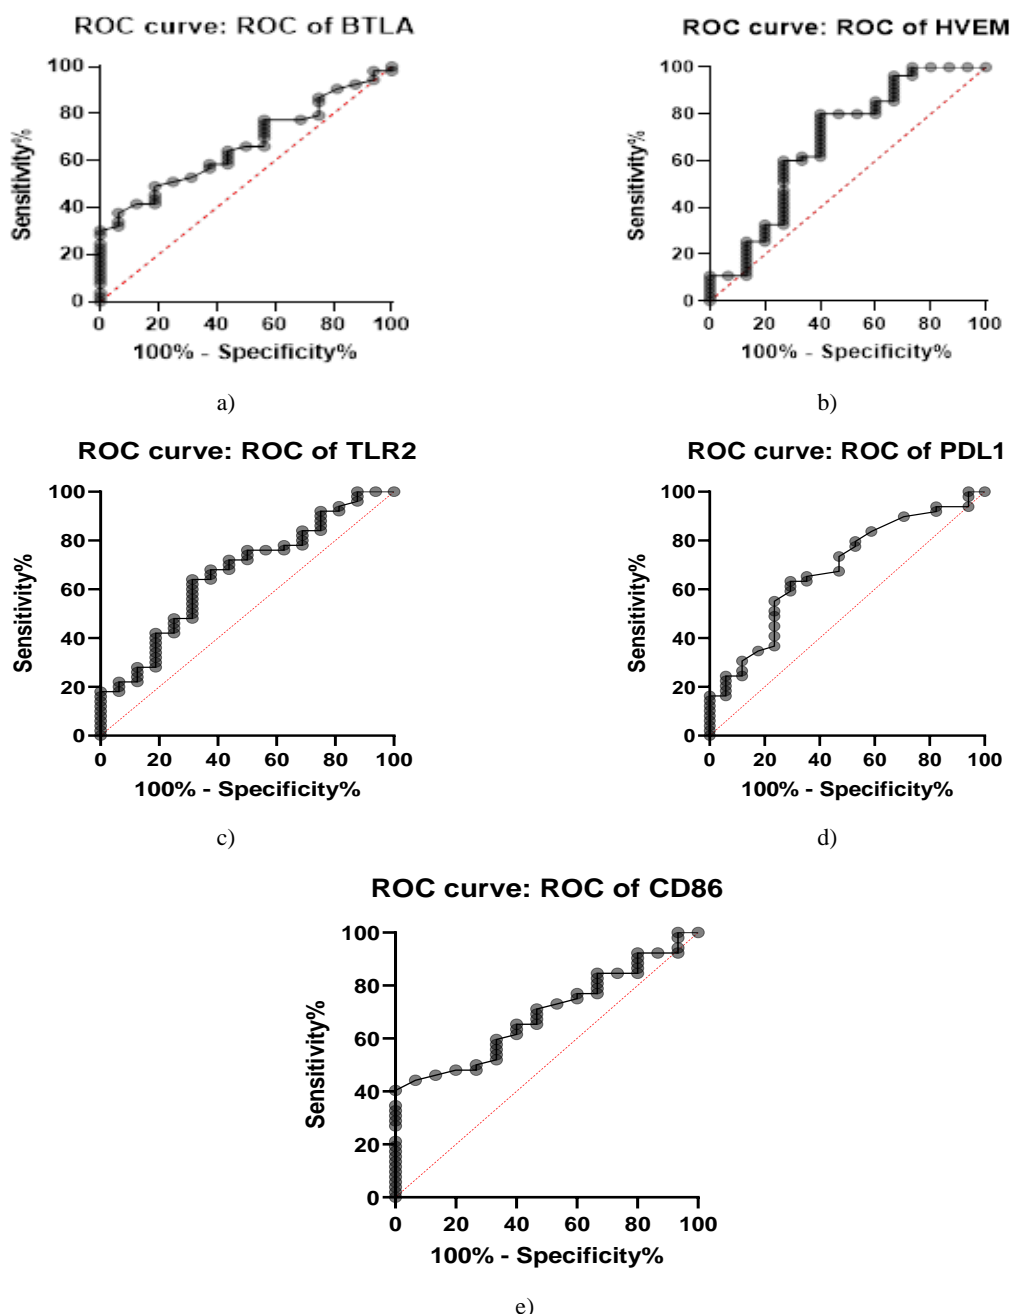 ROC curve: ROC of BTLA
100
80
60
40
20
0
Sensitivity%
0 20 40 60 80 100
100% - Specificity%
a)
ROC curve: ROC of HVEM
100
80
60
40
20
0
Sensitivity%
0 20 40 60 80 100
100% - Specificity%
b)
ROC curve: ROC of TLR2
100
80
60
40
20
0
Sensitivity%
0 20 40 60 80 100
100% - Specificity%
c)
ROC curve: ROC of PDL1
100
80
60
40
20
0
Sensitivity%
0 20 40 60 80 100
100% - Specificity%
d)
ROC curve: ROC of CD86
100
80
60
40
20
0
Sensitivity%
0 20 40 60 80 100
100% - Specificity%
e)